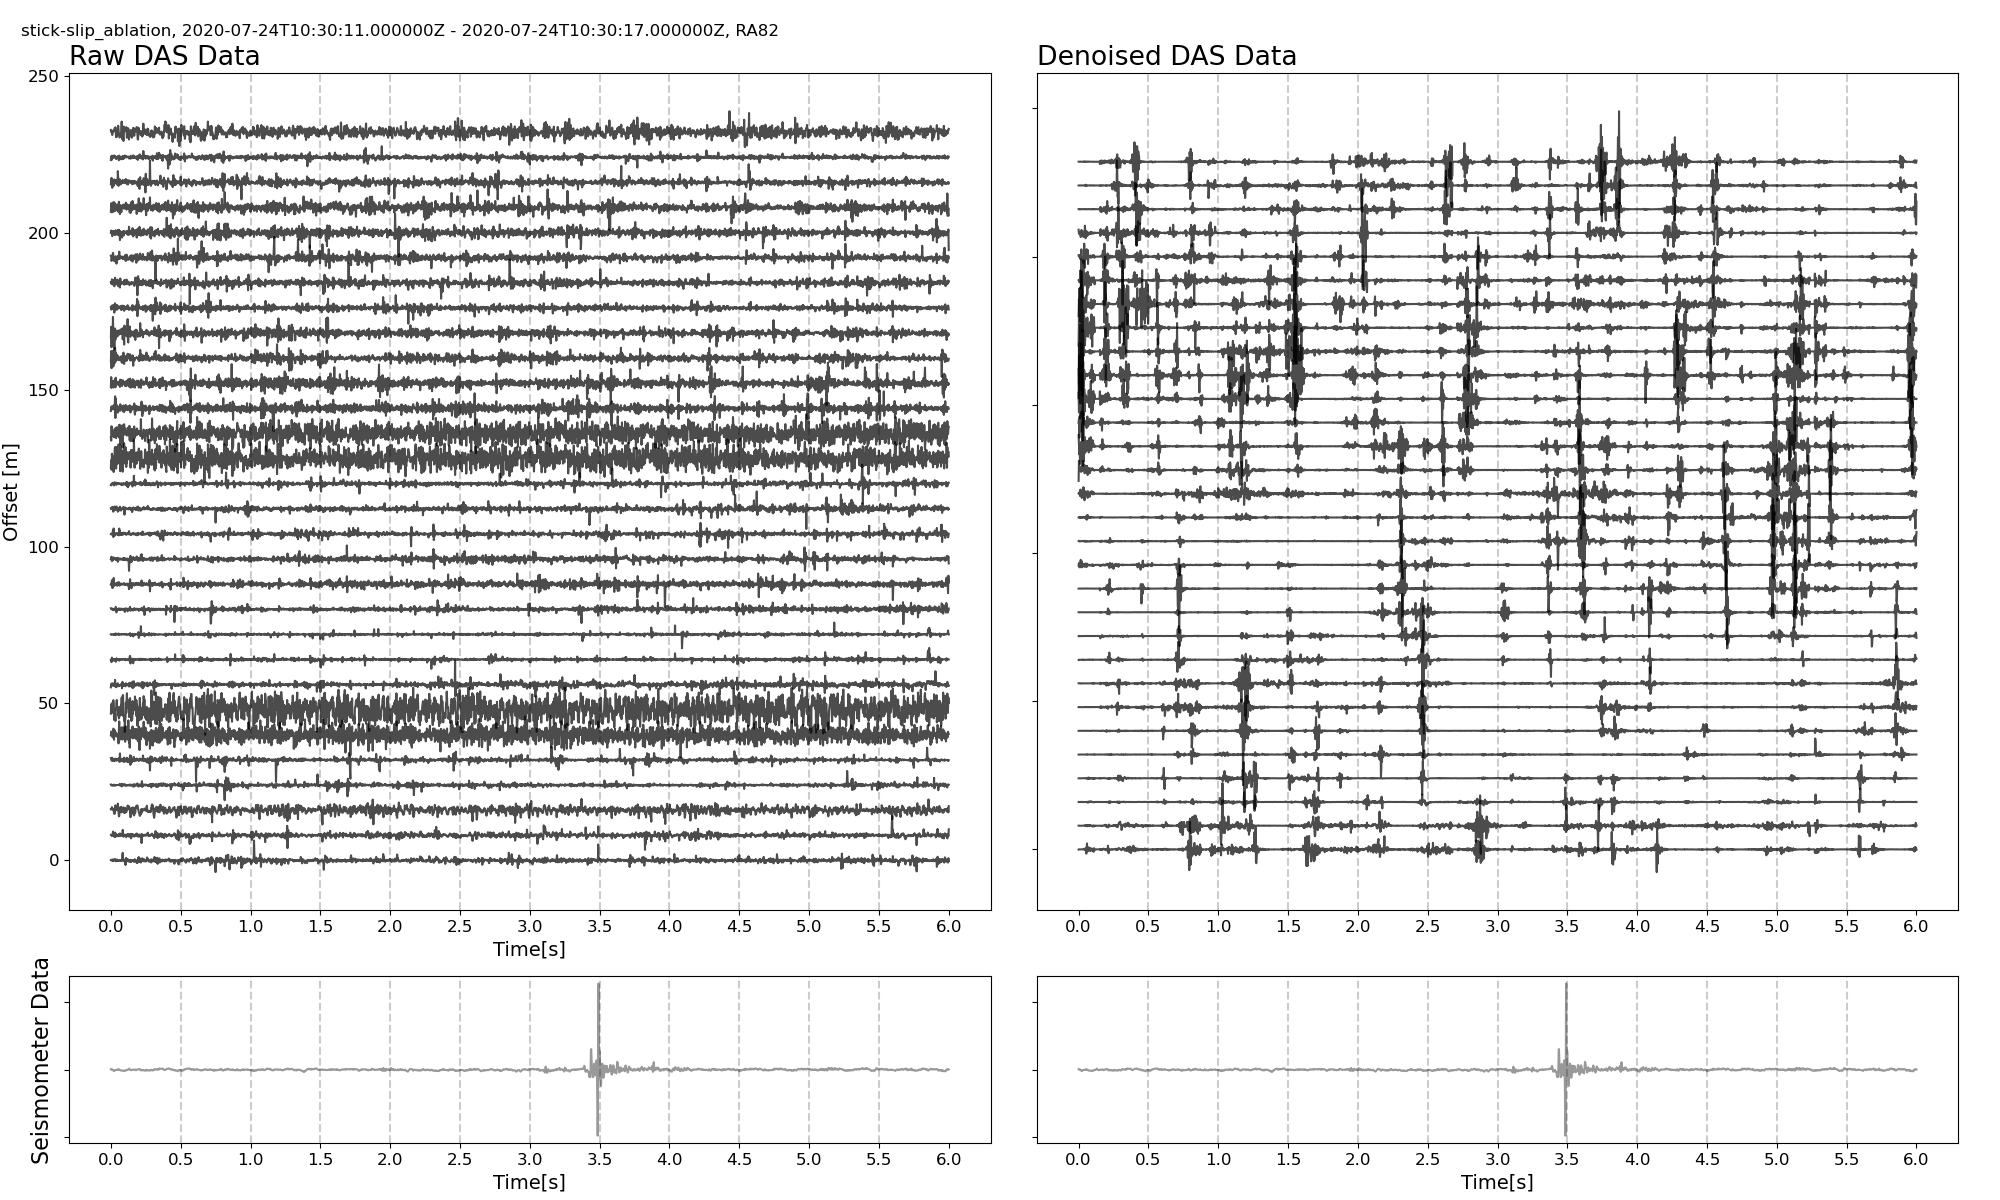 stick-slip_ablation, 2020-07-24T10:30:11.000000Z - 2020-07-24T10:30:17.000000Z, RA82
Raw DAS Data
Denoised DAS Data
Offset [m]
250
200
150
100
50
0
0.0 0.5 1.0 1.5 2.0 2.5 3.0 3.5 4.0 4.5 5.0 5.5 6.0
Time[s]
0.0 0.5 1.0 1.5 2.0 2.5 3.0 3.5 4.0 4.5 5.0 5.5 6.0
Seismometer Data
0.0 0.5 1.0 1.5 2.0 2.5 3.0 3.5 4.0 4.5 5.0 5.5 6.0
Time[s]
0.0 0.5 1.0 1.5 2.0 2.5 3.0 3.5 4.0 4.5 5.0 5.5 6.0
Time[s]